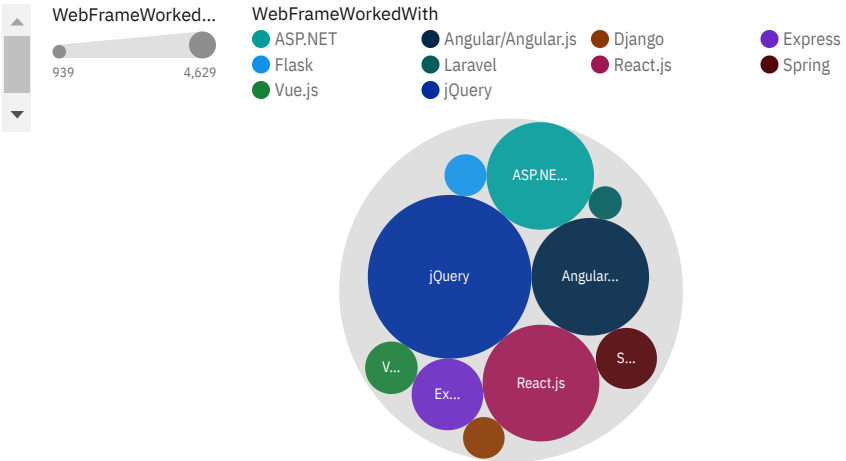 WebFrameWorked...
939
4,629
WebFrameWorkedWith
ASP.NET
Angular/Angular.js
Django
Express
Flask
Laravel
React.js
Spring
Vue.js
jQuery
ASP.NE...
jQuery
Angular...
V...
Ex...
React.js
S...